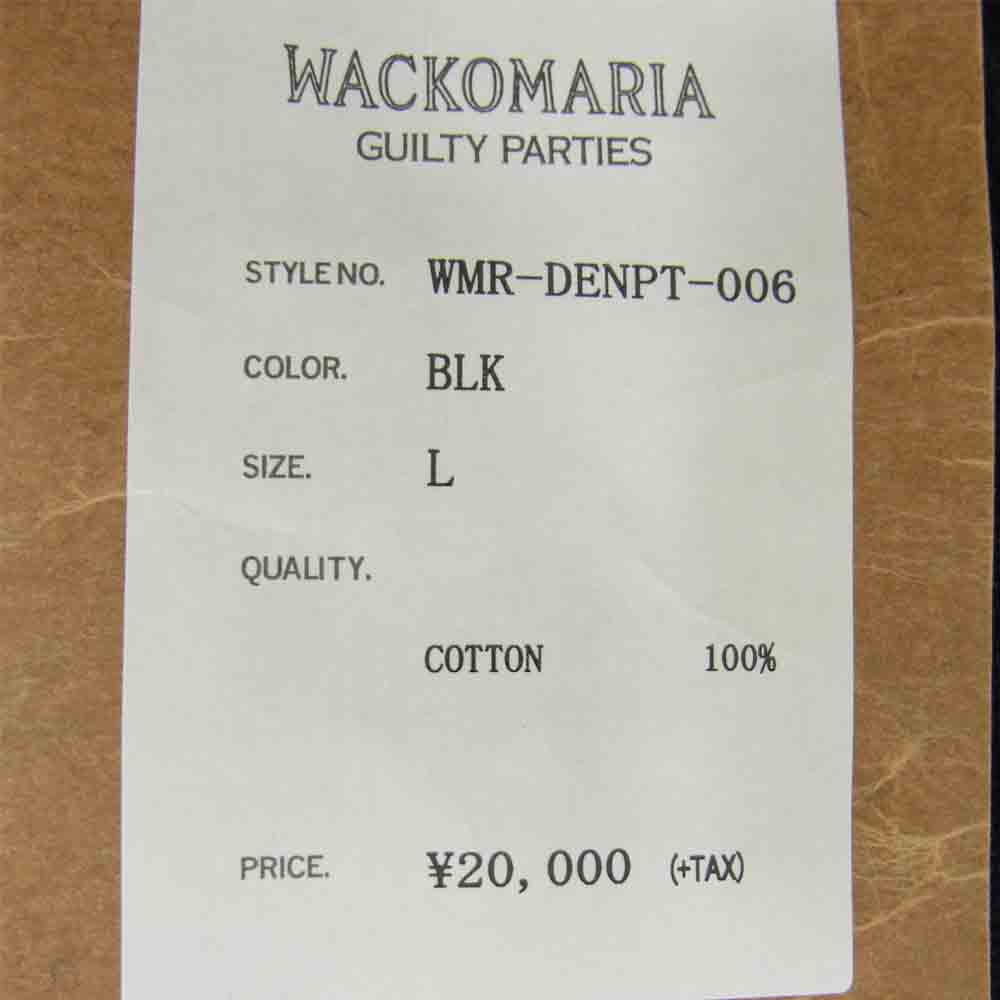 WACKOMARIA
GUILTY PARTIES
STYLE NO. WMR-DENPT-006
COLOR. BLK
SIZE. L
QUALITY.
COTTON 100%
PRICE. ¥20,000 (+TAX)